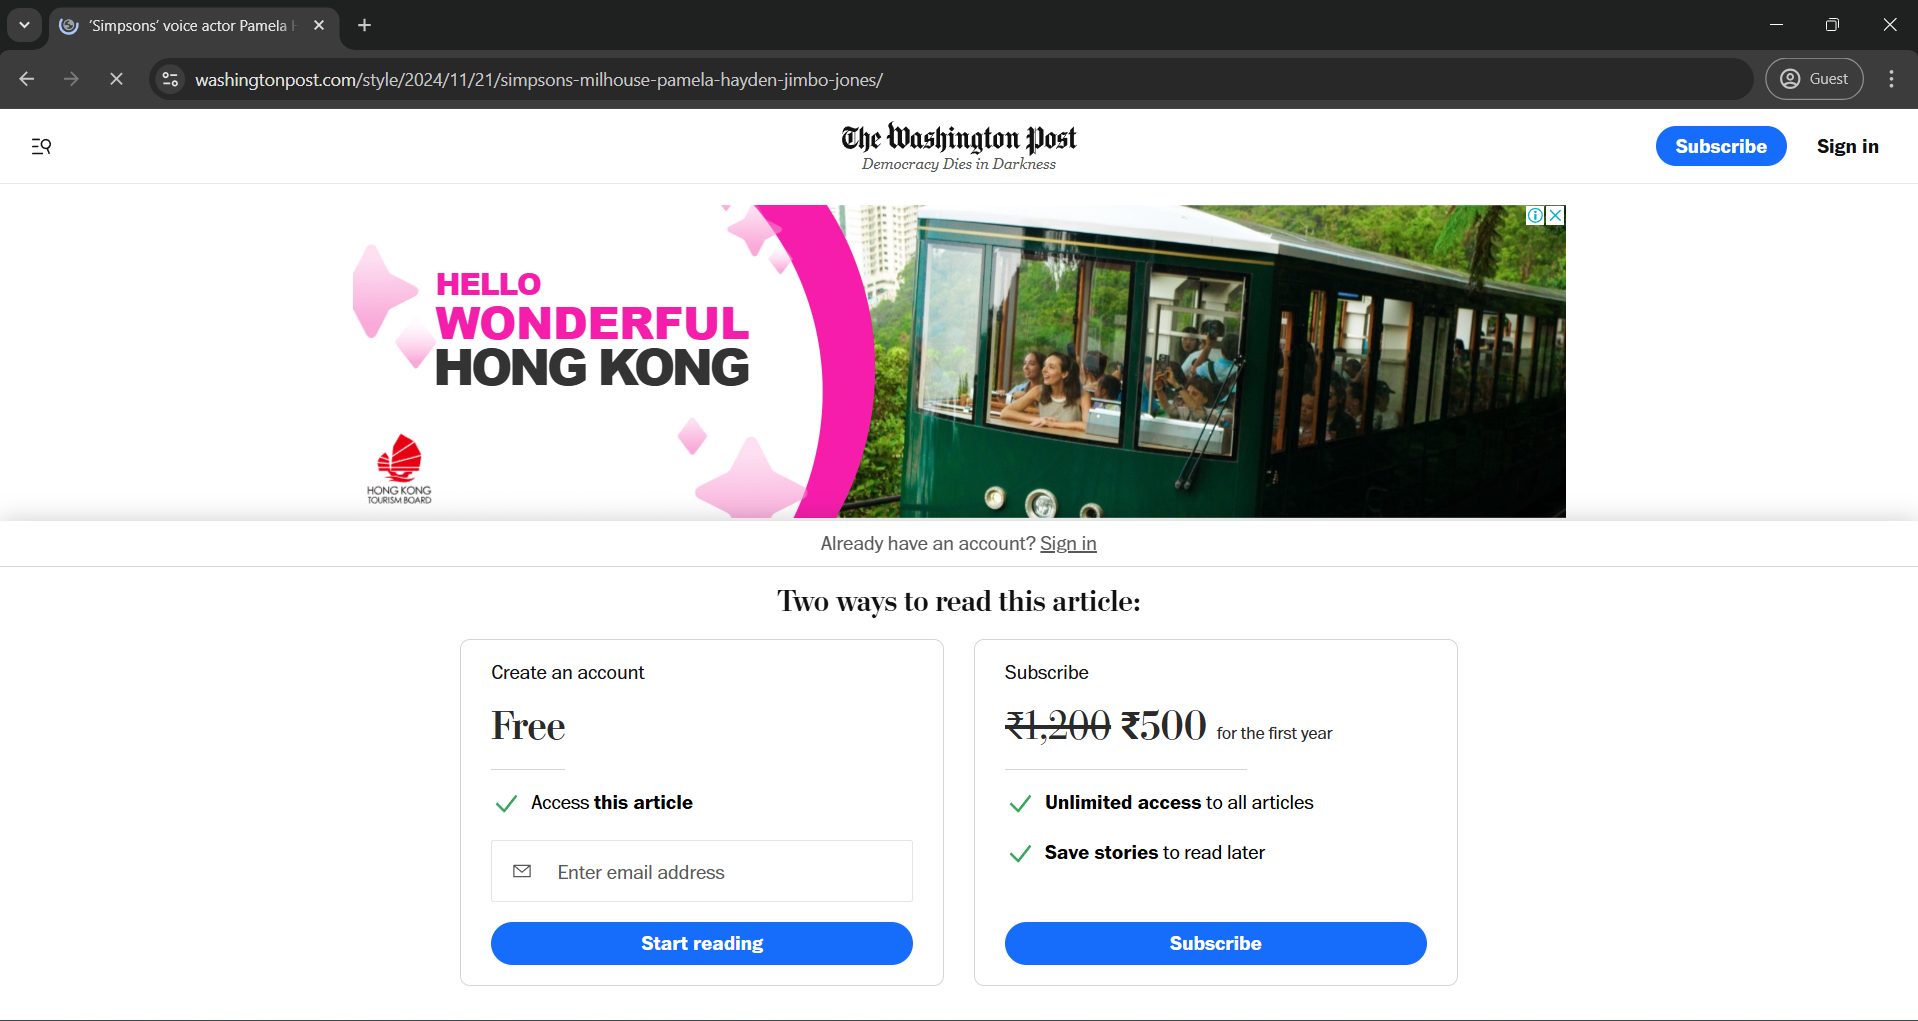 ‘Simpsons’ voice actor Pamela
washingtonpost.com/style/2024/11/21/simpsons-milhouse-pamela-hayden-jimbo-jones/
Guest
The Washington Post
Democracy Dies in Darkness
Subscribe
Sign in
HELLO
WONDERFUL
HONG KONG
HONG KONG
TOURISM BOARD
Already have an account? Sign in
Two ways to read this article:
Create an account
Free
Access this article
Enter email address
Start reading
Subscribe
₹1,200 ₹500 for the first year
Unlimited access to all articles
Save stories to read later
Subscribe